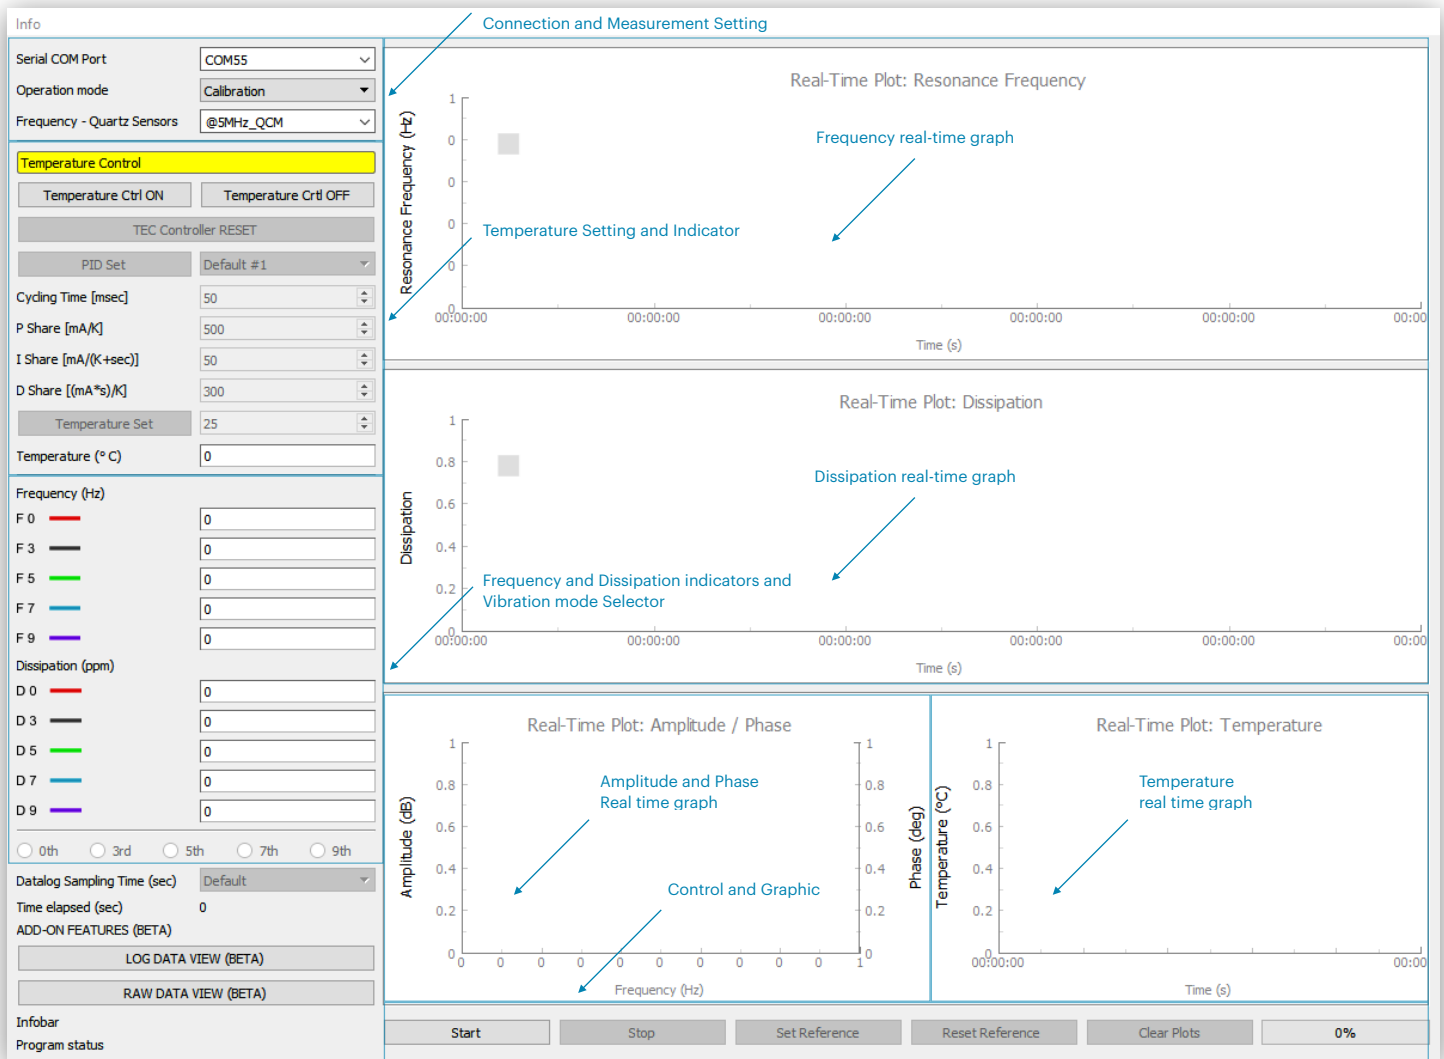 Info
Connection and Measurement Setting
Serial COM Port
COM55
Operation mode
Calibration
Frequency - Quartz Sensors
@5MHz_QCM
Temperature Control
Temperature Ctrl ON
Temperature Crtl OFF
TEC Controller RESET
PID Set
Default #1
Cycling Time [msec]
50
P Share [mA/K]
500
I Share [mA/(K+sec)]
50
D Share [(mA*s)/K]
300
Temperature Set
25
Temperature (° C)
0
Temperature Setting and Indicator
Frequency (Hz)
F 0
0
F 3
0
F 5
0
F 7
0
F 9
0
Dissipation (ppm)
D 0
0
D 3
0
D 5
0
D 7
0
D 9
0
0th
3rd
5th
7th
9th
Frequency and Dissipation indicators and
Vibration mode Selector
Datalog Sampling Time (sec)
Default
Time elapsed (sec)
0
ADD-ON FEATURES (BETA)
LOG DATA VIEW (BETA)
RAW DATA VIEW (BETA)
Infobar
Program status
Real-Time Plot: Resonance Frequency
Frequency real-time graph
Resonance Frequency (Hz)
1
0
0
0
0
0
00:00:00
00:00:00
00:00:00
00:00:00
00:00:00
00:00
Time (s)
Real-Time Plot: Dissipation
Dissipation real-time graph
Dissipation
1
0.8
0.6
0.4
0.2
0
00:00:00
00:00:00
00:00:00
00:00:00
00:00:00
00:00
Time (s)
Real-Time Plot: Amplitude / Phase
Amplitude and Phase
Real time graph
Amplitude (dB)
1
0.8
0.6
0.4
0.2
0
Phase (deg)
1
0.8
0.6
0.4
0.2
0
0
0
0
0
0
0
0
0
0
0
1
Frequency (Hz)
Control and Graphic
Real-Time Plot: Temperature
Temperature
real time graph
Temperature (°C)
1
0.8
0.6
0.4
0.2
0
00:00:00
00:00
Time (s)
Start
Stop
Set Reference
Reset Reference
Clear Plots
0%